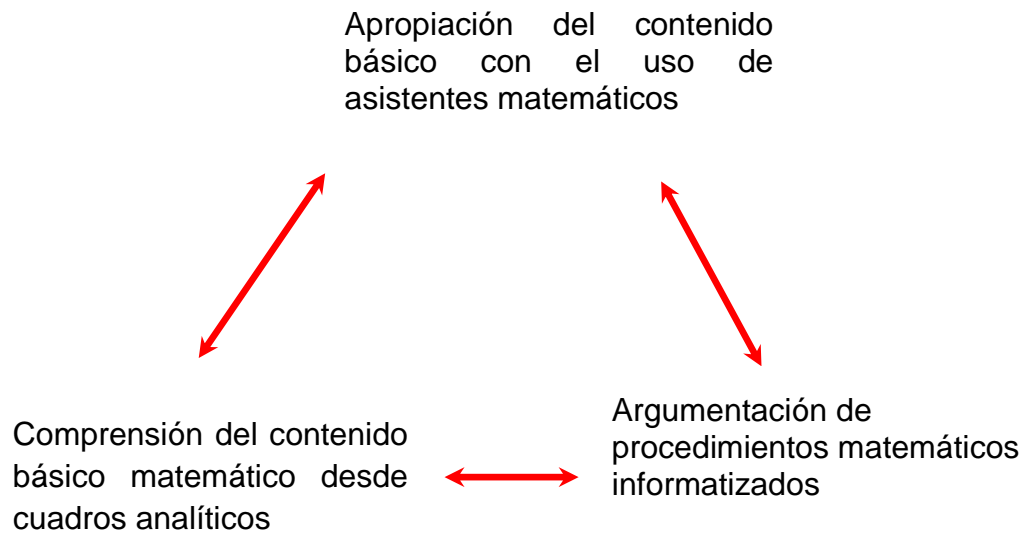 Apropiación del contenido
básico con el uso de
asistentes matemáticos
Comprensión del contenido
básico matemático desde
cuadros analíticos
Argumentación de
procedimientos matemáticos
informatizados